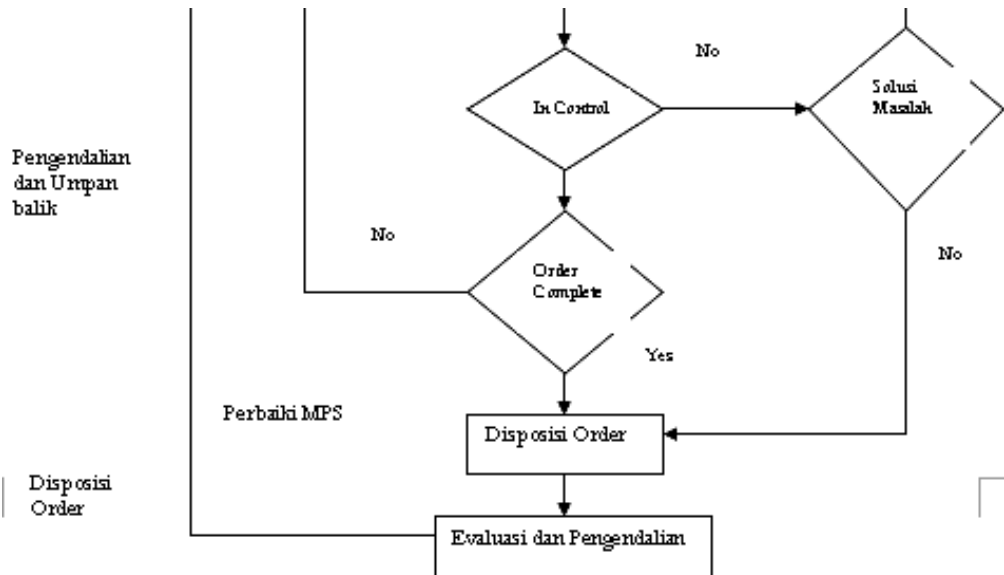 No
Solusi
Masalah
In Control
Pengendalian
dan Umpan
balik
No
No
Order
Complete
Yes
Perbaiki MPS
Disposisi Order
Disposisi
Order
Evaluasi dan Pengendalian